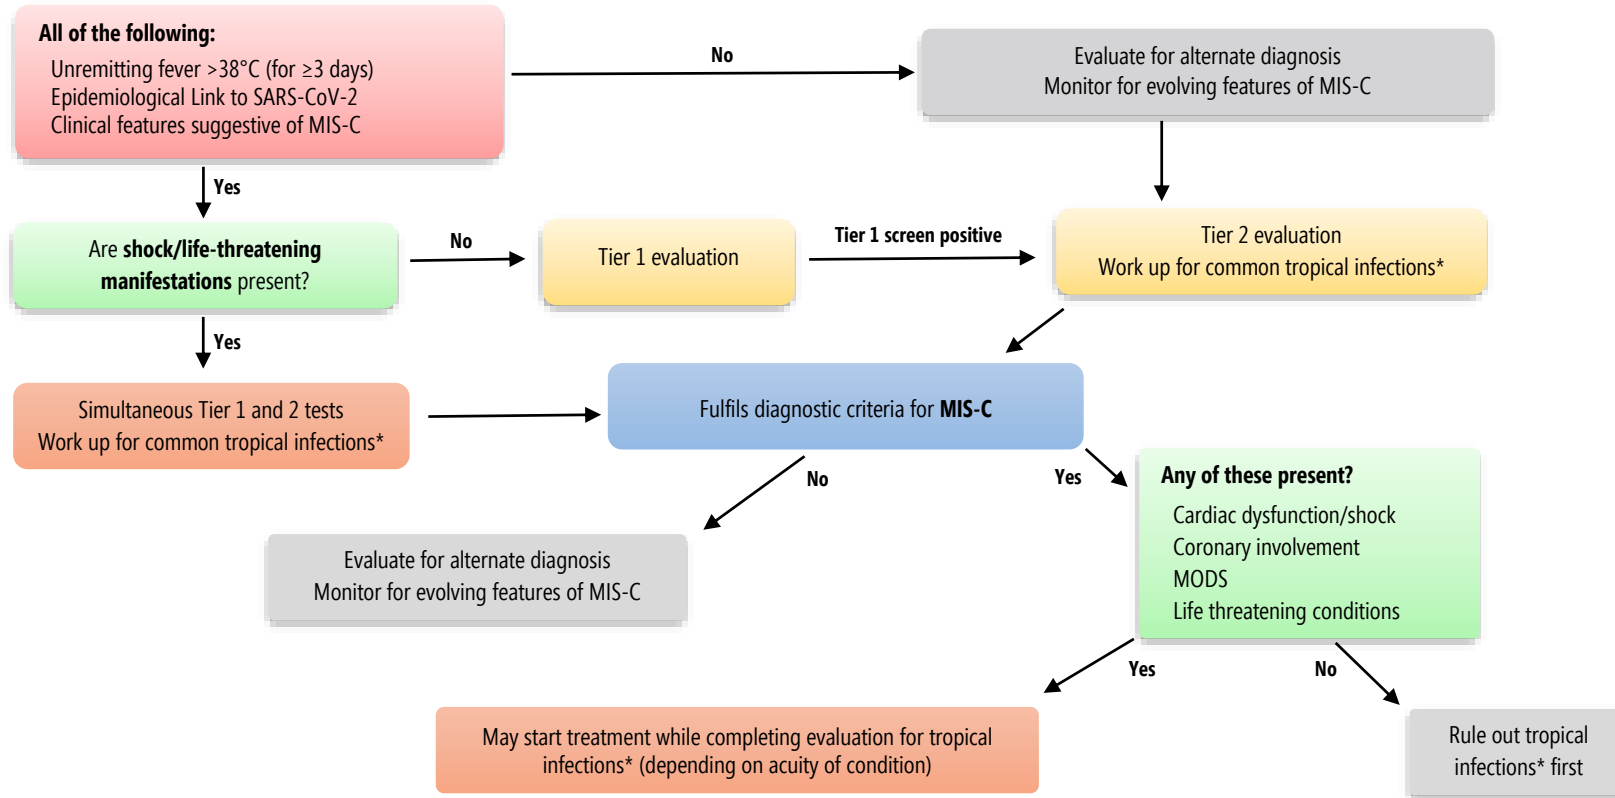 All of the following:
Unremitting fever >38°C (for ≥3 days)
Epidemiological Link to SARS-CoV-2
Clinical features suggestive of MIS-C
No
Evaluate for alternate diagnosis
Monitor for evolving features of MIS-C
Yes
Are shock/life-threatening
manifestations present?
No
Tier 1 evaluation
Tier 1 screen positive
Tier 2 evaluation
Work up for common tropical infections*
Yes
Simultaneous Tier 1 and 2 tests
Work up for common tropical infections*
Fulfils diagnostic criteria for MIS-C
No
Yes
Evaluate for alternate diagnosis
Monitor for evolving features of MIS-C
Any of these present?
Cardiac dysfunction/shock
Coronary involvement
MODS
Life threatening conditions
Yes
No
May start treatment while completing evaluation for tropical
infections* (depending on acuity of condition)
Rule out tropical
infections* first